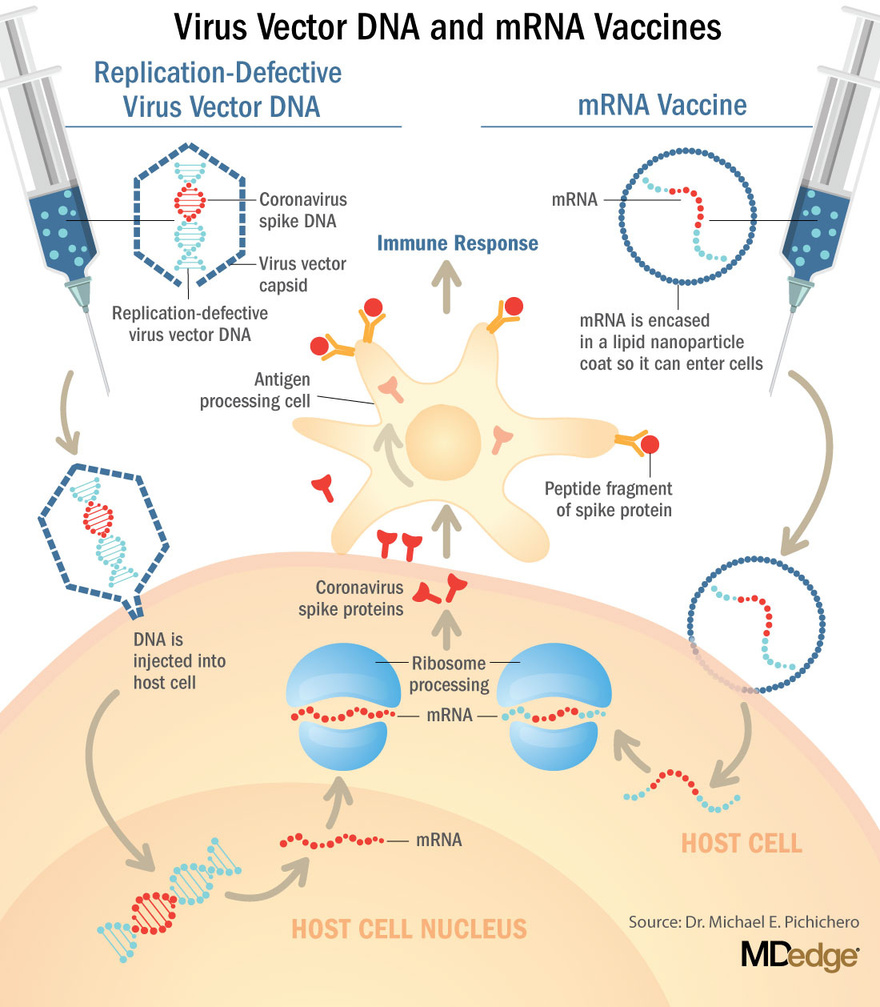 Virus Vector DNA and mRNA Vaccines
Replication-Defective
Virus Vector DNA
mRNA Vaccine
Coronavirus
spike DNA
Virus vector
capsid
Replication-defective
virus vector DNA
mRNA
mRNA is encased
in a lipid nanoparticle
coat so it can enter cells
Immune Response
Antigen
processing cell
Peptide fragment
of spike protein
Coronavirus
spike proteins
DNA is
injected into
host cell
Ribosome
processing
mRNA
mRNA
HOST CELL
HOST CELL NUCLEUS
Source: Dr. Michael E. Pichichero
MDedge®